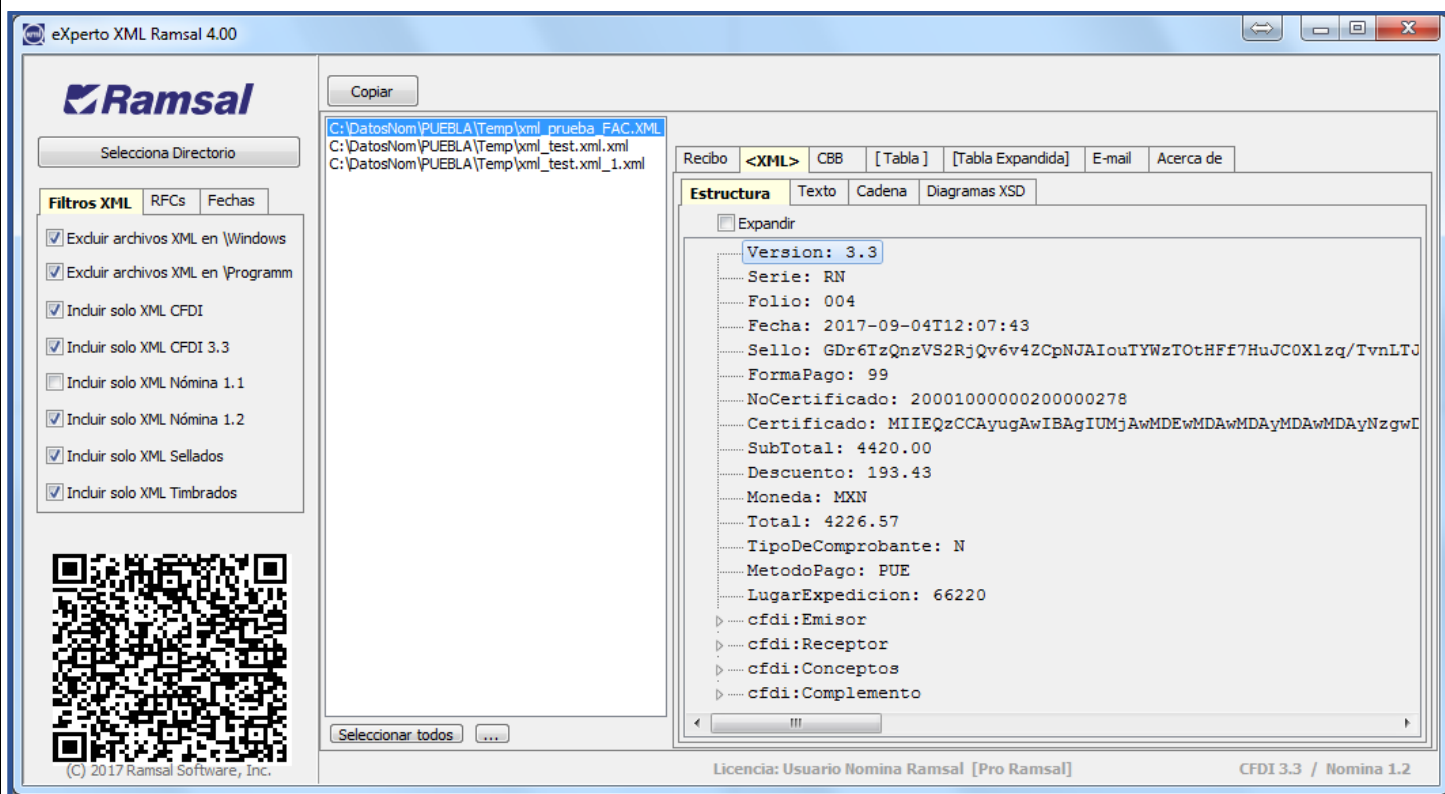 eXperto XML Ramsal 4.00
Ramsal
Selecciona Directorio
Filtros XML RFCs Fechas
Excluir archivos XML en \Windows
Excluir archivos XML en \Programm
Incluir solo XML CFDI
Incluir solo XML CFDI 3.3
Incluir solo XML Nómina 1.1
Incluir solo XML Nómina 1.2
Incluir solo XML Sellados
Incluir solo XML Timbrados
(C) 2017 Ramsal Software, Inc.
Copiar
C:\DatosNom\PUEBLA\Temp\xml_prueba_FAC.XML
C:\DatosNom\PUEBLA\Temp\xml_test.xml.xml
C:\DatosNom\PUEBLA\Temp\xml_test.xml_1.xml
Seleccionar todos ...
Recibo <XML> CBB [ Tabla ] [Tabla Expandida] E-mail Acerca de
Estructura Texto Cadena Diagramas XSD
Expandir
Version: 3.3
Serie: RN
Folio: 004
Fecha: 2017-09-04T12:07:43
Sello: GDr6TzQnzVS2RjQv6v4ZCpNJAIouTYWzTOtHFf7HuJC0Xlzq/TvnLTJ
FormaPago: 99
NoCertificado: 20001000000200000278
Certificado: MIIEQzCCAyugAwIBAgIUMjAwMDEwMDAwMDAyMDAwMDAyNzgwD
SubTotal: 4420.00
Descuento: 193.43
Moneda: MXN
Total: 4226.57
TipoDeComprobante: N
MetodoPago: PUE
LugarExpedicion: 66220
cfdi:Emisor
cfdi:Receptor
cfdi:Conceptos
cfdi:Complemento
Licencia: Usuario Nomina Ramsal [Pro Ramsal] CFDI 3.3 / Nomina 1.2